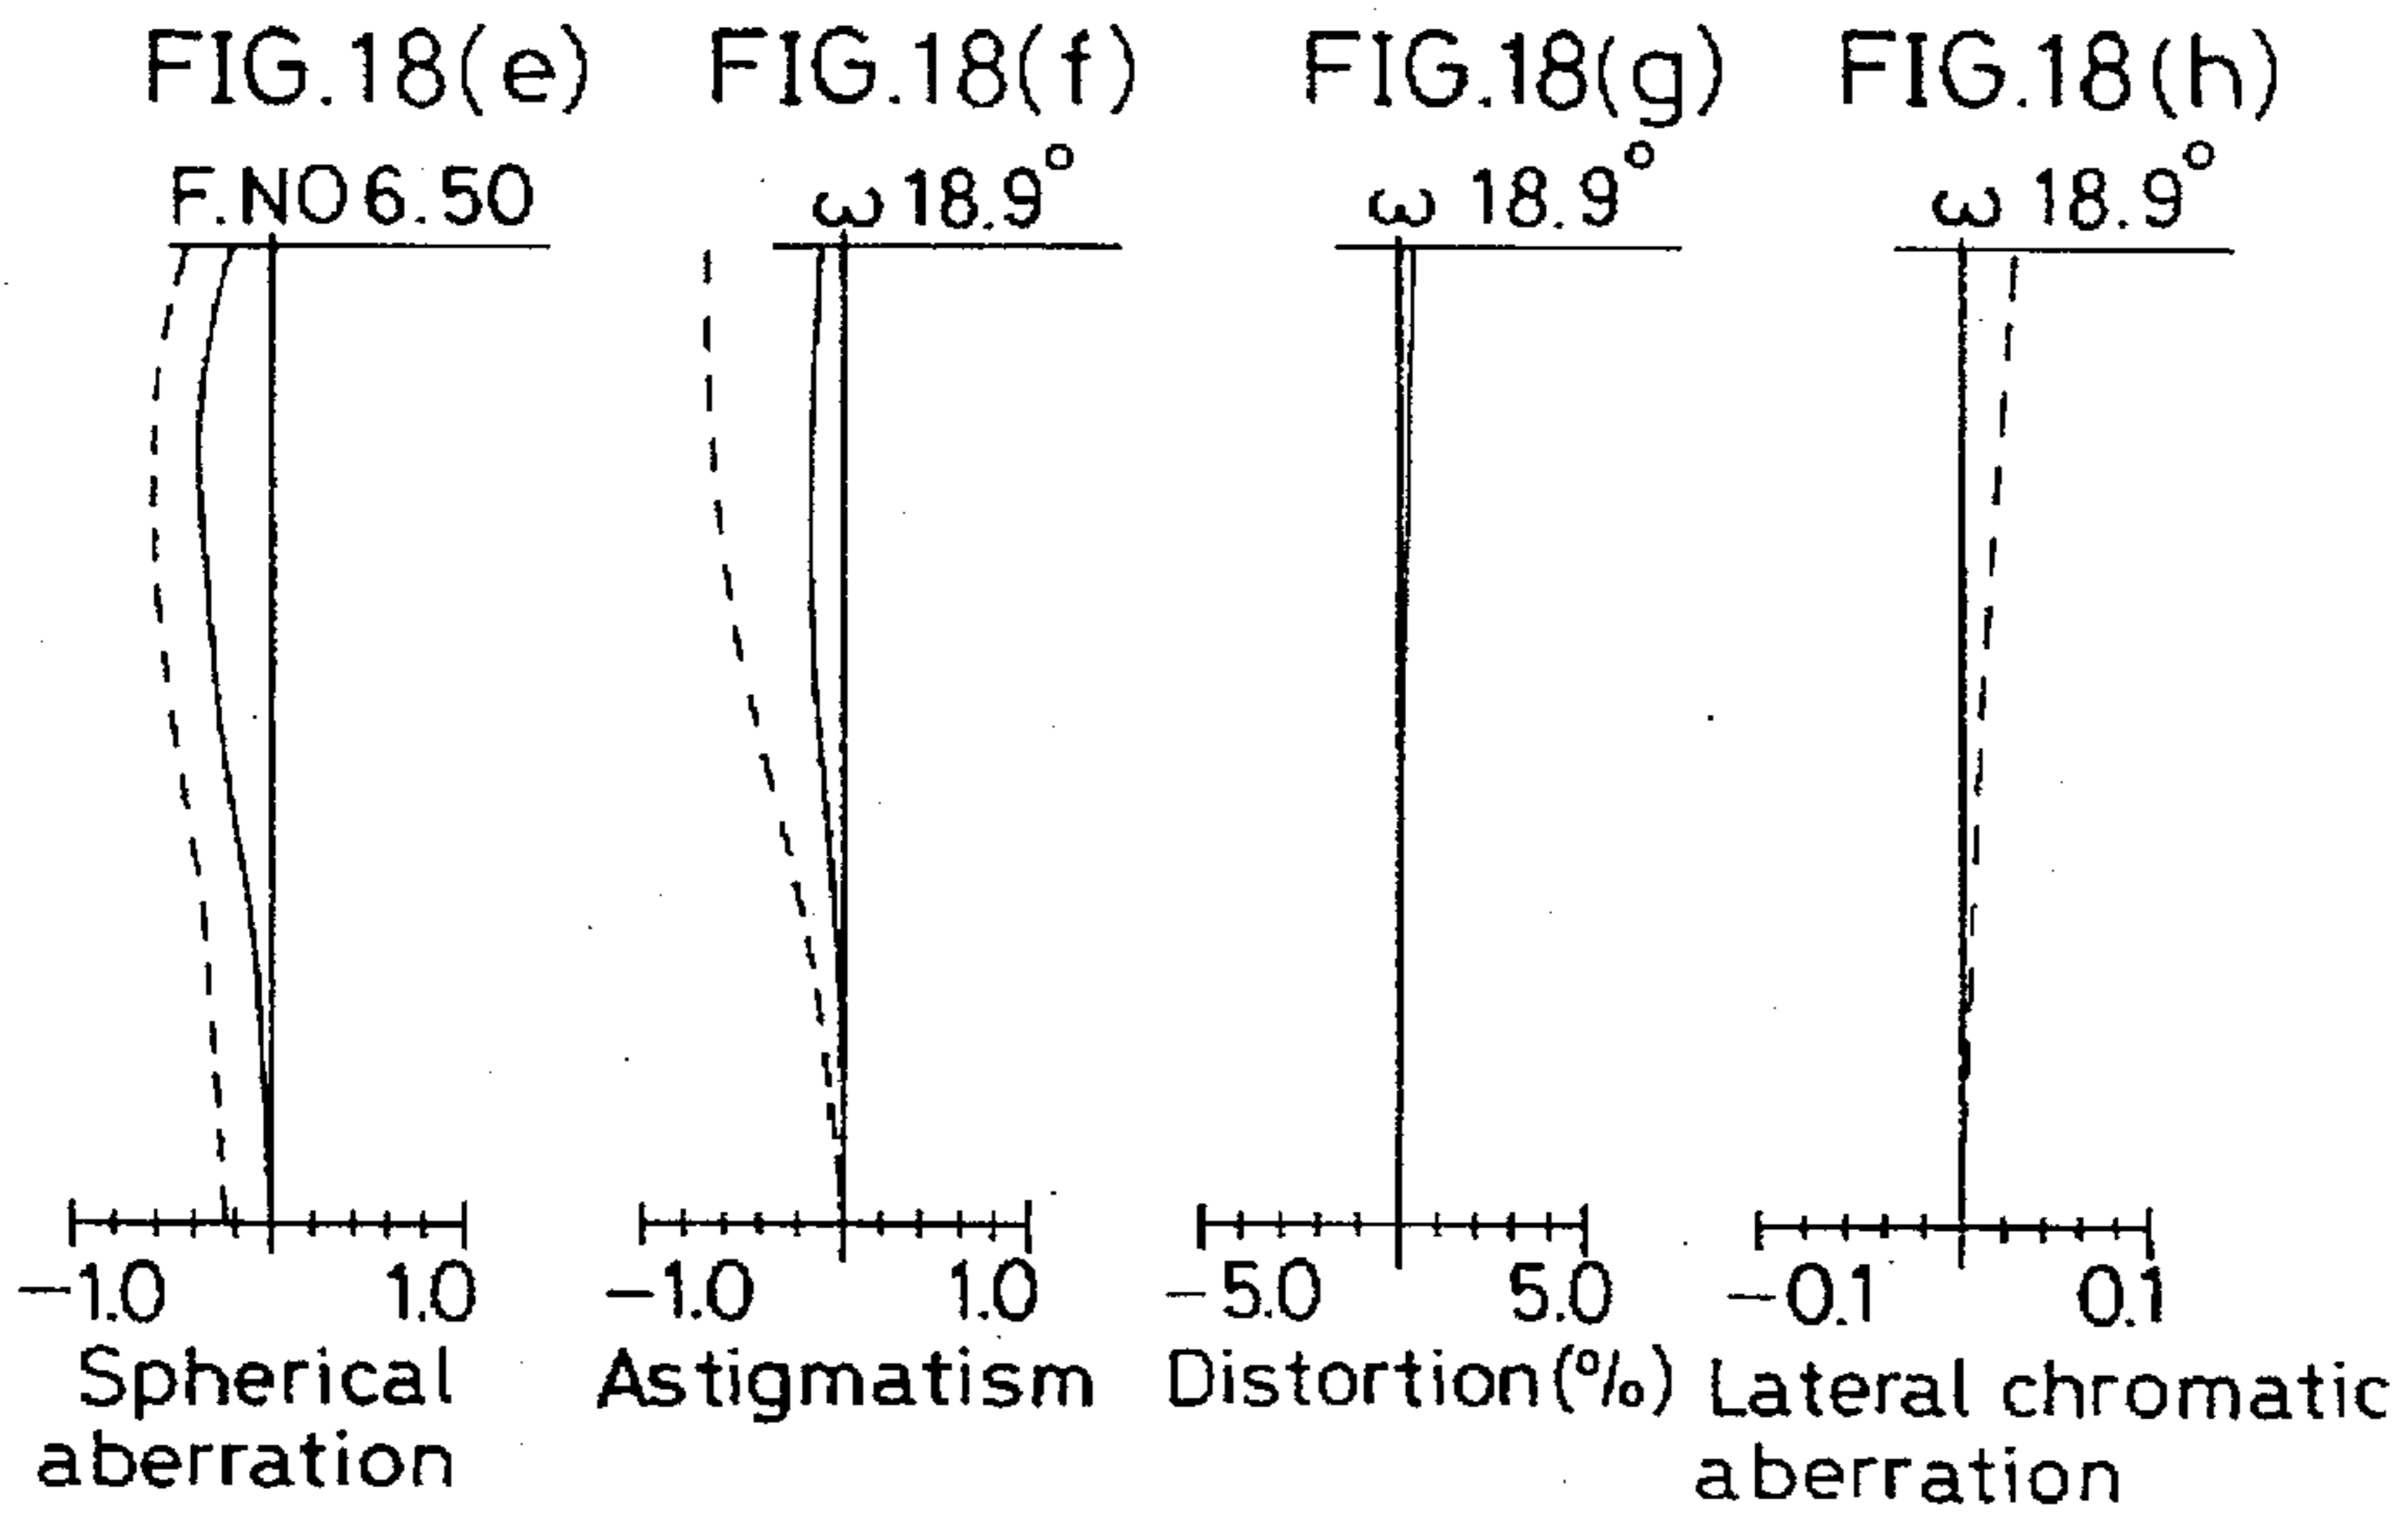 FIG.18(e) FIG.18(f) FIG.18(g) FIG.18(h)
F.NO 6.50 ω 18.9° ω 18.9° ω 18.9°
−1.0 1.0 −1.0 1.0 −5.0 5.0 −0.1 0.1
Spherical aberration
Astigmatism
Distortion(%)
Lateral chromatic
aberration